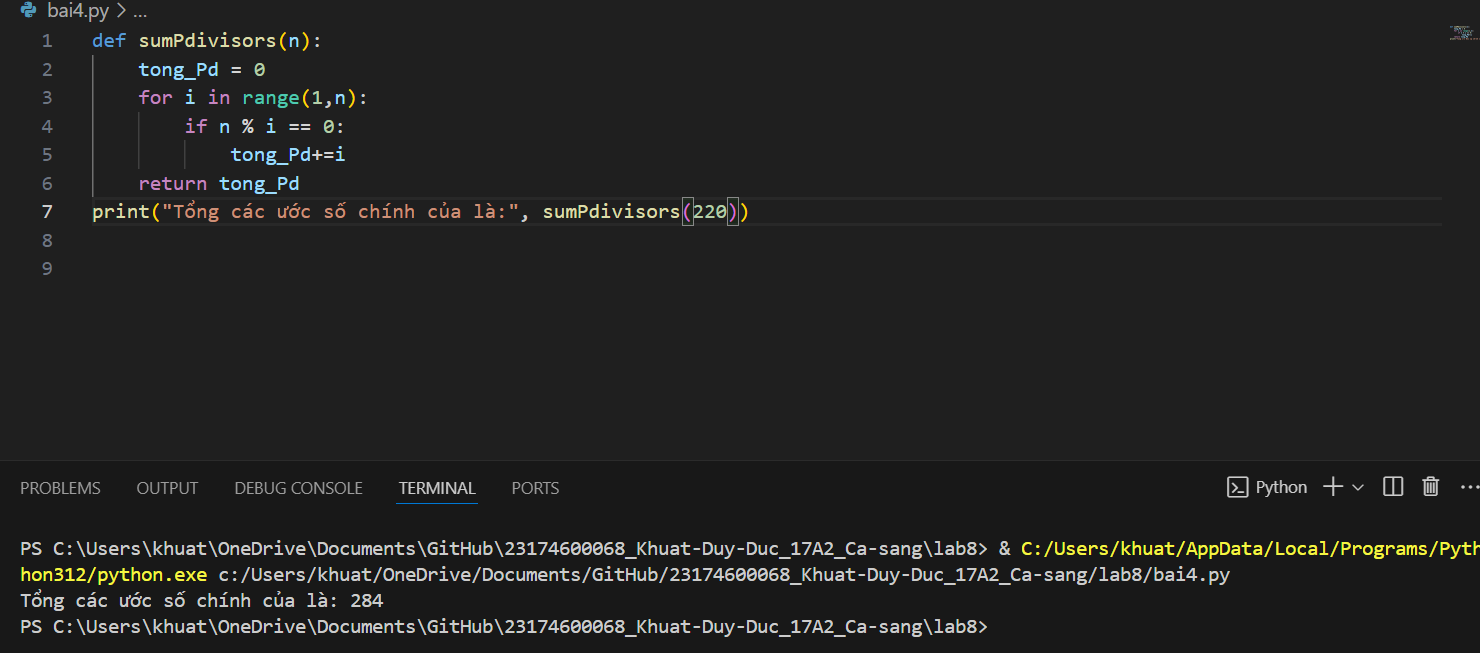 bai4.py > ...
1 def sumPdivisors(n):
2 tong_Pd = 0
3 for i in range(1,n):
4 if n % i == 0:
5 tong_Pd+=i
6 return tong_Pd
7 print("Tổng các ước số chính của là:", sumPdivisors(220))
8
9
PROBLEMS OUTPUT DEBUG CONSOLE TERMINAL PORTS Python
PS C:\Users\khuat\OneDrive\Documents\GitHub\23174600068_Khuat-Duy-Duc_17A2_Ca-sang\lab8> & C:/Users/khuat/AppData/Local/Programs/Pyth
hon312/python.exe c:/Users/khuat/OneDrive/Documents/GitHub/23174600068_Khuat-Duy-Duc_17A2_Ca-sang/lab8/bai4.py
Tổng các ước số chính của là: 284
PS C:\Users\khuat\OneDrive\Documents\GitHub\23174600068_Khuat-Duy-Duc_17A2_Ca-sang\lab8>